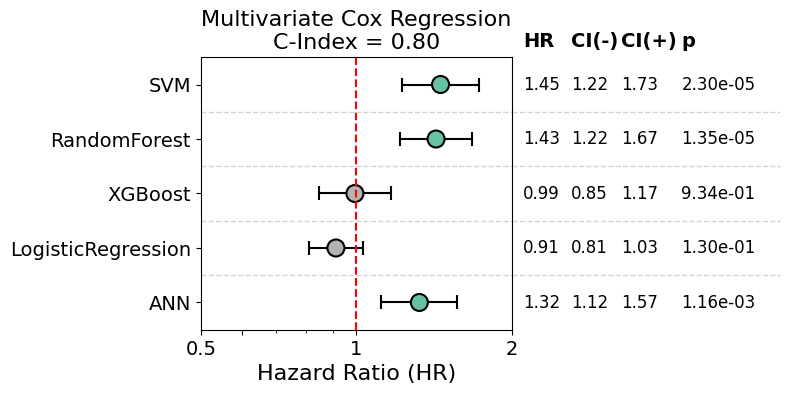 Multivariate Cox Regression
C-Index = 0.80
HR CI(-) CI(+) p
SVM 1.45 1.22 1.73 2.30e-05
RandomForest 1.43 1.22 1.67 1.35e-05
XGBoost 0.99 0.85 1.17 9.34e-01
LogisticRegression 0.91 0.81 1.03 1.30e-01
ANN 1.32 1.12 1.57 1.16e-03
0.5 1 2
Hazard Ratio (HR)